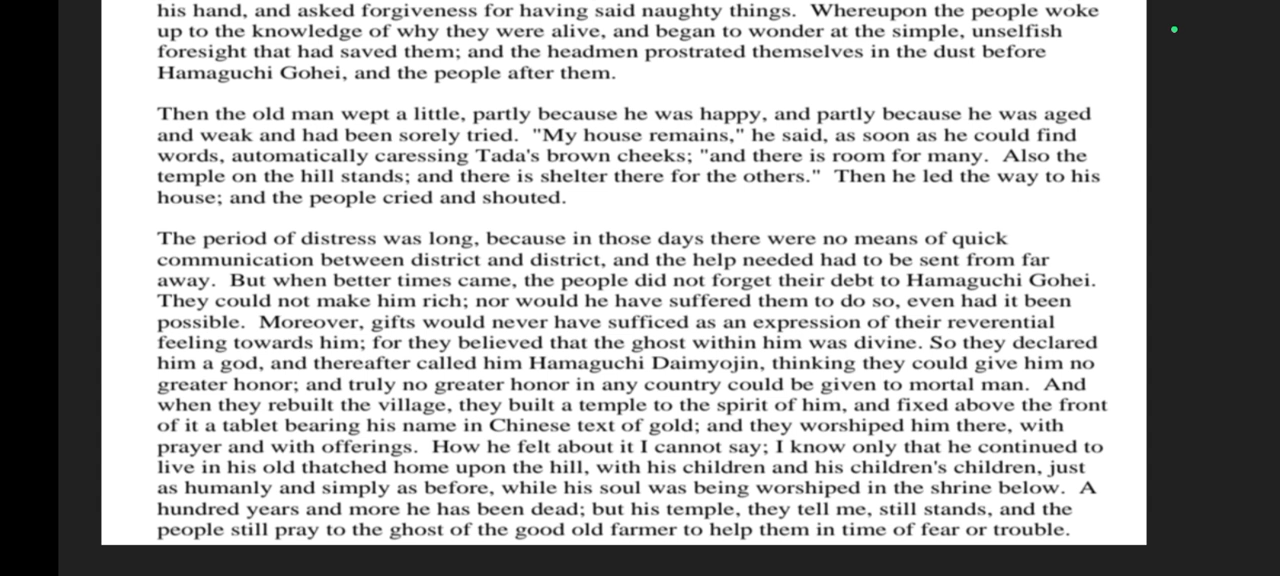 his hand, and asked forgiveness for having said naughty things.  Whereupon the people woke
up to the knowledge of why they were alive, and began to wonder at the simple, unselfish
foresight that had saved them; and the headmen prostrated themselves in the dust before
Hamaguchi Gohei, and the people after them.
Then the old man wept a little, partly because he was happy, and partly because he was aged
and weak and had been sorely tried.  "My house remains," he said, as soon as he could find
words, automatically caressing Tada's brown cheeks; "and there is room for many.  Also the
temple on the hill stands; and there is shelter there for the others."  Then he led the way to his
house; and the people cried and shouted.
The period of distress was long, because in those days there were no means of quick
communication between district and district, and the help needed had to be sent from far
away.  But when better times came, the people did not forget their debt to Hamaguchi Gohei.
They could not make him rich; nor would he have suffered them to do so, even had it been
possible.  Moreover, gifts would never have sufficed as an expression of their reverential
feeling towards him; for they believed that the ghost within him was divine. So they declared
him a god, and thereafter called him Hamaguchi Daimyojin, thinking they could give him no
greater honor; and truly no greater honor in any country could be given to mortal man.  And
when they rebuilt the village, they built a temple to the spirit of him, and fixed above the front
of it a tablet bearing his name in Chinese text of gold; and they worshiped him there, with
prayer and with offerings.  How he felt about it I cannot say; I know only that he continued to
live in his old thatched home upon the hill, with his children and his children's children, just
as humanly and simply as before, while his soul was being worshiped in the shrine below.  A
hundred years and more he has been dead; but his temple, they tell me, still stands, and the
people still pray to the ghost of the good old farmer to help them in time of fear or trouble.